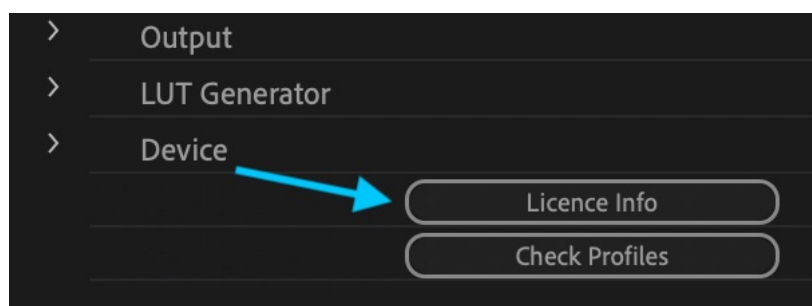 Output
LUT Generator
Device
Licence Info
Check Profiles